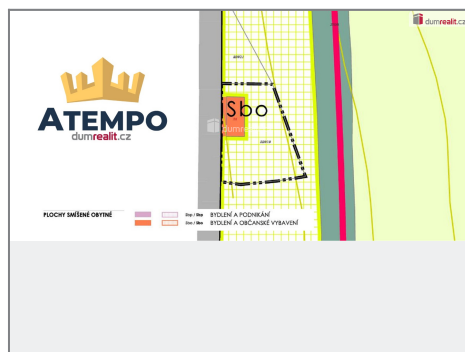 dumrealit.cz
Sbo
ATEMPO
dumrealit.cz
PLOCHY SMÍŠENÉ OBYTNÉ
BYDLENÍ A PODNIKÁNÍ
BYDLENÍ A OBČANSKÉ VYBAVENÍ